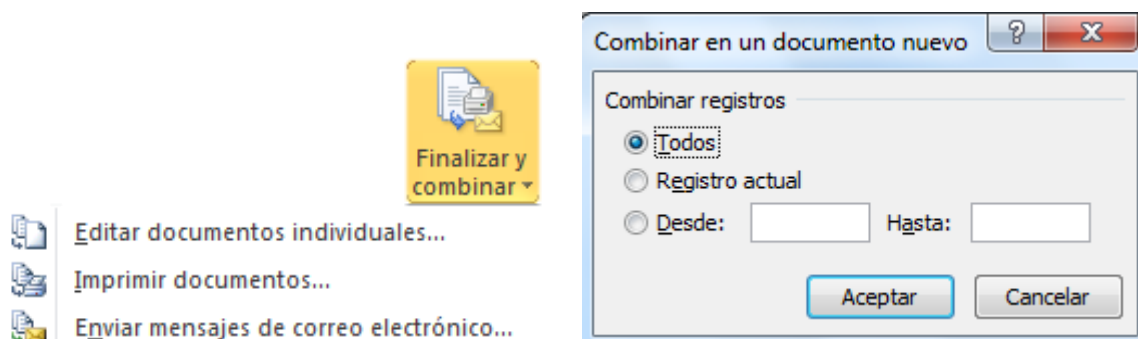 Finalizar y
combinar
Editar documentos individuales...
Imprimir documentos...
Enviar mensajes de correo electrónico...
Combinar en un documento nuevo
Combinar registros
Todos
Registro actual
Desde: Hasta:
Aceptar Cancelar